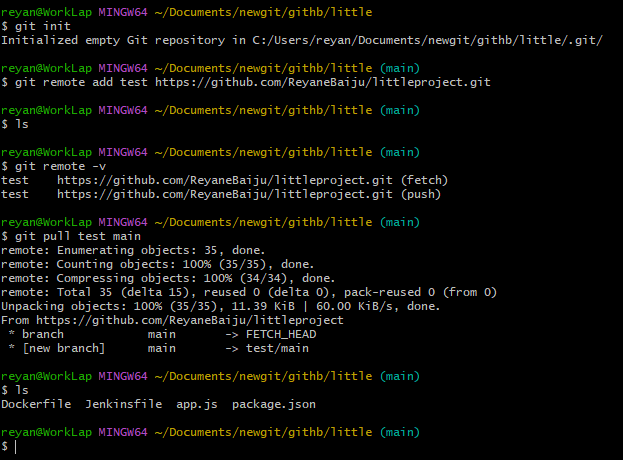 reyan@WorkLap MINGW64 ~/Documents/newgit/githb/little
$ git init
Initialized empty Git repository in C:/Users/reyan/Documents/newgit/githb/little/.git/
reyan@WorkLap MINGW64 ~/Documents/newgit/githb/little (main)
$ git remote add test https://github.com/ReyaneBaiju/littleproject.git
reyan@WorkLap MINGW64 ~/Documents/newgit/githb/little (main)
$ ls
reyan@WorkLap MINGW64 ~/Documents/newgit/githb/little (main)
$ git remote -v
test    https://github.com/ReyaneBaiju/littleproject.git (fetch)
test    https://github.com/ReyaneBaiju/littleproject.git (push)
reyan@WorkLap MINGW64 ~/Documents/newgit/githb/little (main)
$ git pull test main
remote: Enumerating objects: 35, done.
remote: Counting objects: 100% (35/35), done.
remote: Compressing objects: 100% (34/34), done.
remote: Total 35 (delta 15), reused 0 (delta 0), pack-reused 0 (from 0)
Unpacking objects: 100% (35/35), 11.39 KiB | 60.00 KiB/s, done.
From https://github.com/ReyaneBaiju/littleproject
 * branch            main       -> FETCH_HEAD
 * [new branch]      main       -> test/main
reyan@WorkLap MINGW64 ~/Documents/newgit/githb/little (main)
$ ls
Dockerfile  Jenkinsfile  app.js  package.json
reyan@WorkLap MINGW64 ~/Documents/newgit/githb/little (main)
$